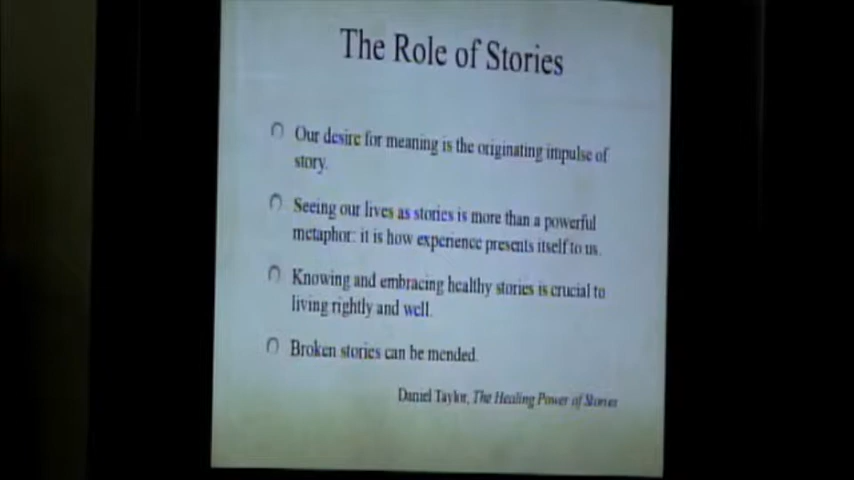 The Role of Stories
Our desire for meaning is the originating impulse of
story.
Seeing our lives as stories is more than a powerful
metaphor: it is how experience presents itself to us.
Knowing and embracing healthy stories is crucial to
living rightly and well.
Broken stories can be mended.
Daniel Taylor, The Healing Power of Stories